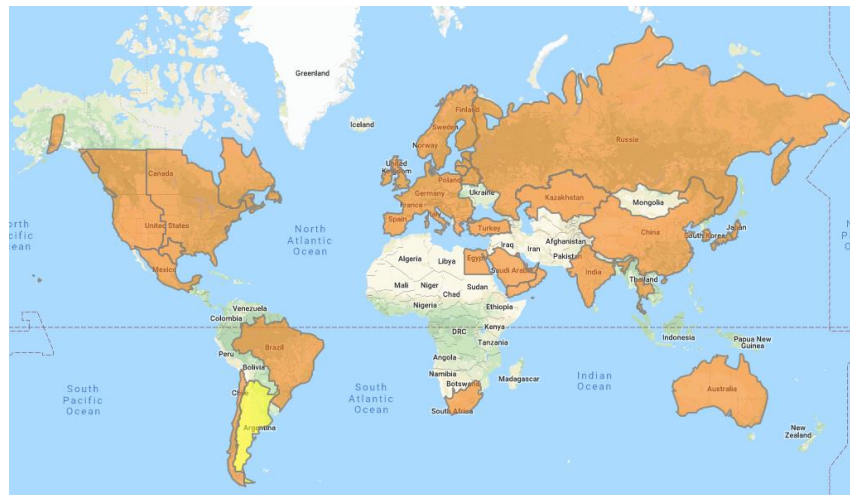 Greenland
Iceland
Finland
Sweden
Norway
Russia
United
Kingdom
Canada
Poland
Germany
Ukraine
Kazakhstan
Mongolia
France
Italy
North
Atlantic
Ocean
United States
Spain
Turkey
China
South Korea
Japan
Iraq
Iran
Afghanistan
Pakistan
Algeria
Libya
Egypt
Saudi Arabia
Mexico
India
Mali
Niger
Chad
Sudan
Thailand
Nigeria
Ethiopia
Venezuela
Colombia
DRC
Kenya
Tanzania
Indonesia
Papua New
Guinea
Brazil
Peru
Angola
Bolivia
Namibia
Botswana
Madagascar
South
Pacific
Ocean
South
Atlantic
Ocean
Indian
Ocean
Chile
Australia
South Africa
Argentina
New
Zealand